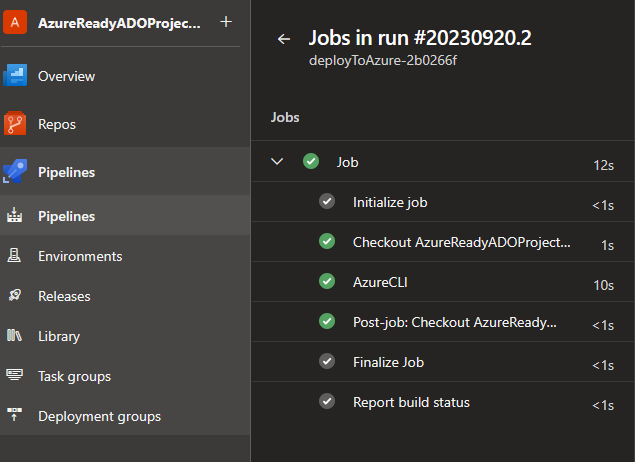 A AzureReadyADOProjec... +
Overview
Repos
Pipelines
Pipelines
Environments
Releases
Library
Task groups
Deployment groups
Jobs in run #20230920.2
deployToAzure-2b0266f
Jobs
Job 12s
Initialize job <1s
Checkout AzureReadyADOProject... 1s
AzureCLI 10s
Post-job: Checkout AzureReady... <1s
Finalize Job <1s
Report build status <1s